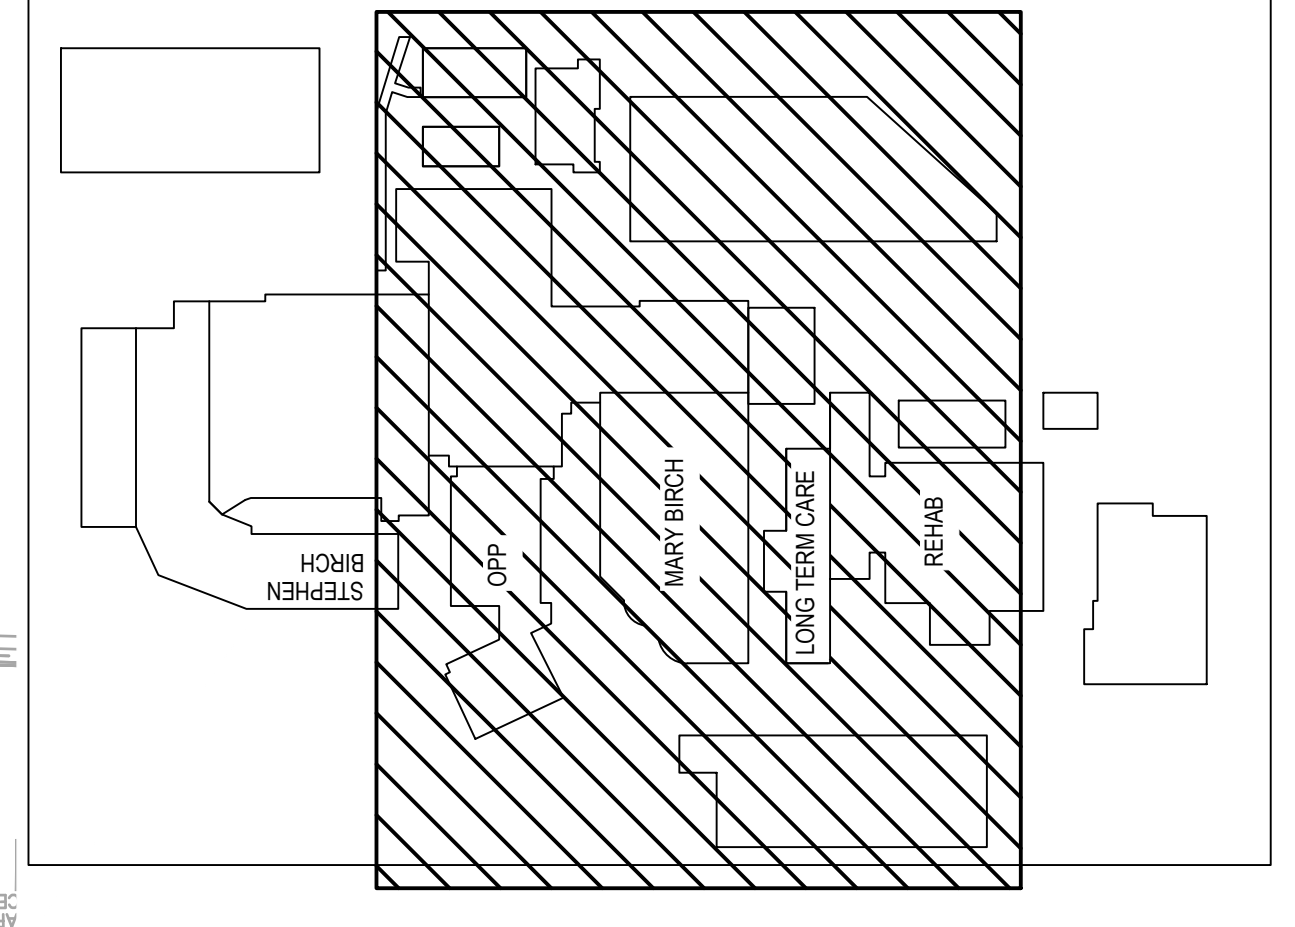 STEPHEN
BIRCH
OPP
MARY BIRCH
LONG TERM CARE
REHAB